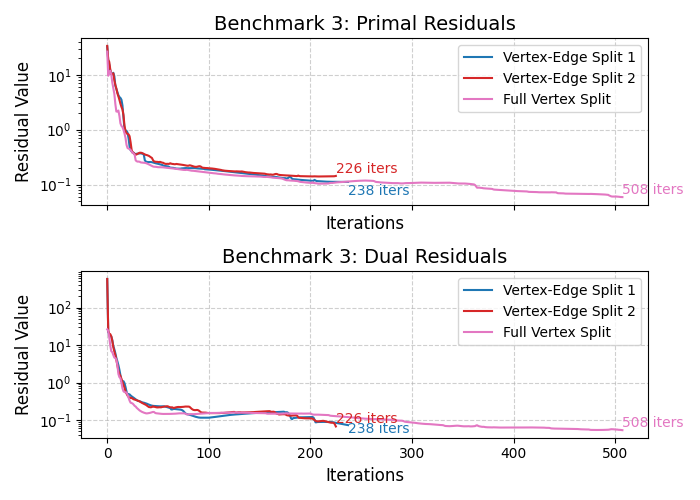 Benchmark 3: Primal Residuals
Residual Value
10¹
10⁰
10⁻¹
Vertex-Edge Split 1
Vertex-Edge Split 2
Full Vertex Split
226 iters
238 iters
508 iters
Iterations
Benchmark 3: Dual Residuals
Residual Value
10²
10¹
10⁰
10⁻¹
Vertex-Edge Split 1
Vertex-Edge Split 2
Full Vertex Split
226 iters
238 iters
508 iters
0 100 200 300 400 500
Iterations